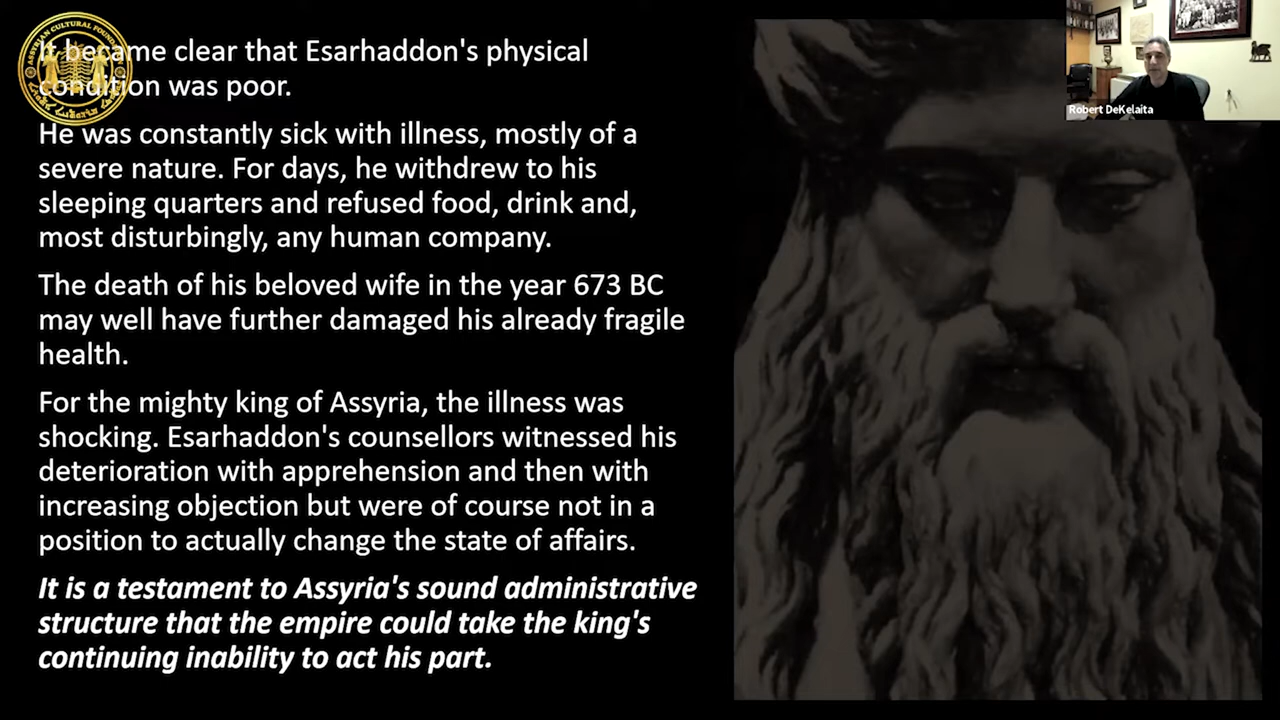 It became clear that Esarhaddon's physical
condition was poor.
He was constantly sick with illness, mostly of a
severe nature. For days, he withdrew to his
sleeping quarters and refused food, drink and,
most disturbingly, any human company.
The death of his beloved wife in the year 673 BC
may well have further damaged his already fragile
health.
For the mighty king of Assyria, the illness was
shocking. Esarhaddon's counsellors witnessed his
deterioration with apprehension and then with
increasing objection but were of course not in a
position to actually change the state of affairs.
It is a testament to Assyria's sound administrative
structure that the empire could take the king's
continuing inability to act his part.
ASSYRIAN CULTURAL FOUNDATION
Robert DeKelaita